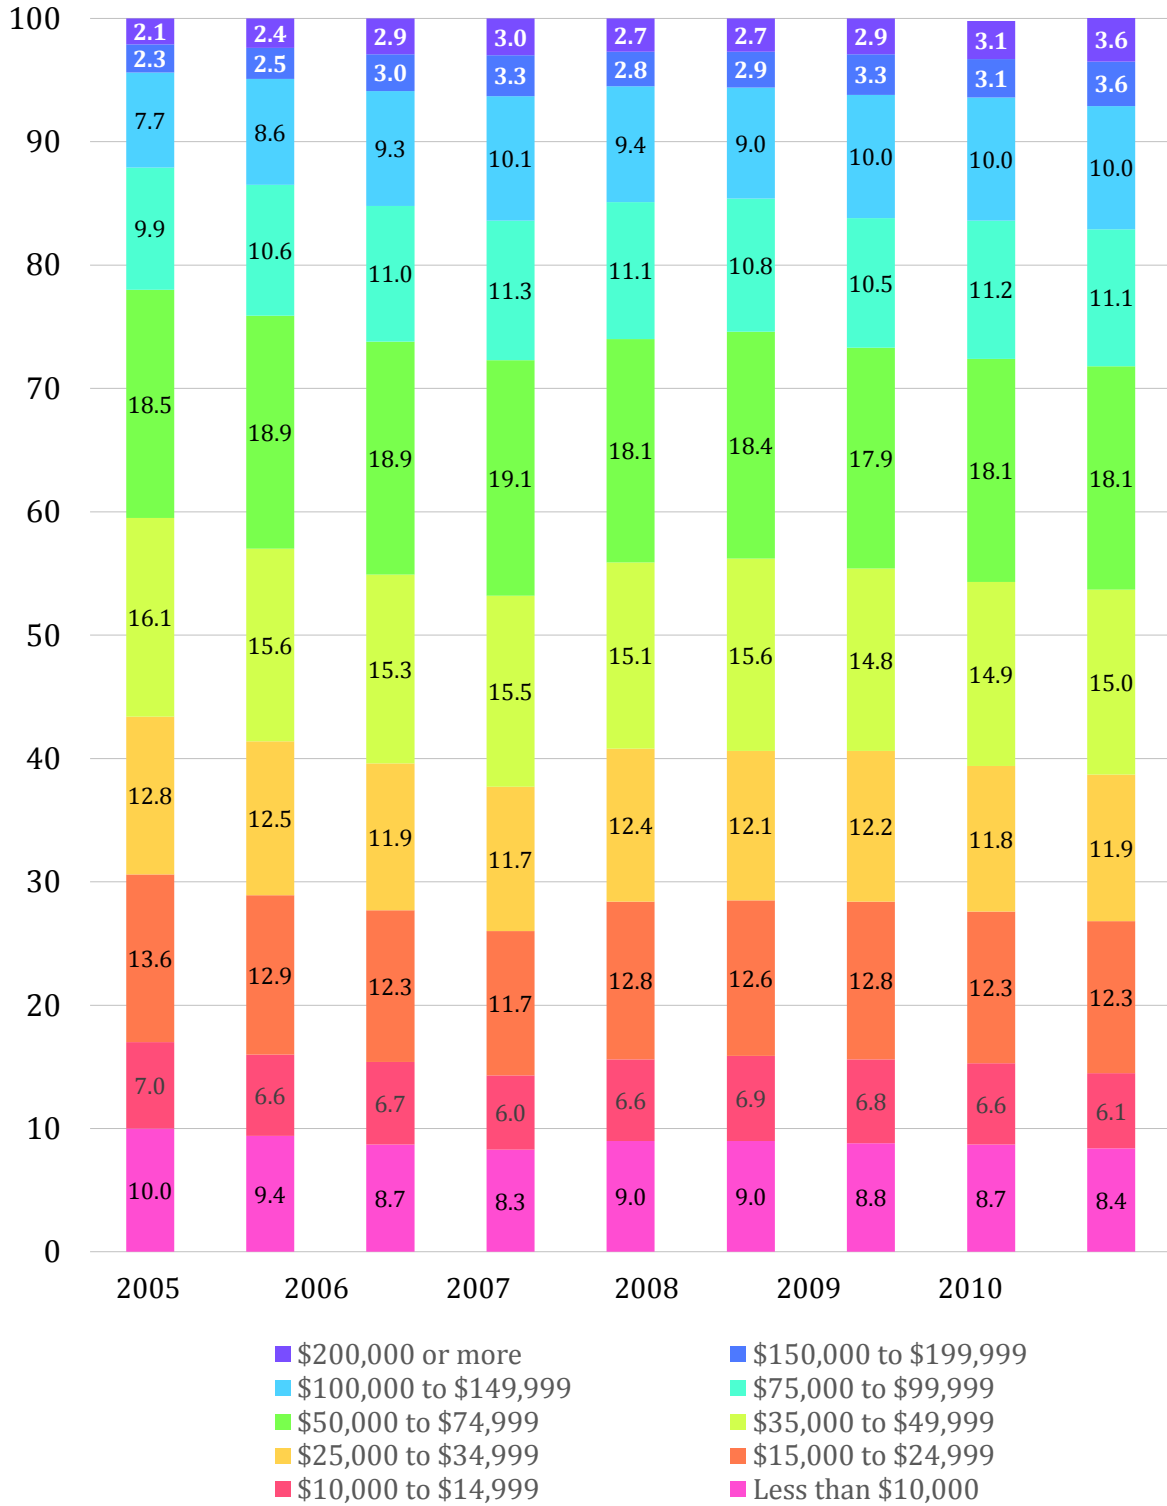 100
90
80
70
60
50
40
30
20
10
0
2.1 2.4 2.9 3.0 2.7 2.7 2.9 3.1 3.6
2.3 2.5 3.0 3.3 2.8 2.9 3.3 3.1 3.6
7.7 8.6 9.3 10.1 9.4 9.0 10.0 10.0 10.0
9.9 10.6 11.0 11.3 11.1 10.8 10.5 11.2 11.1
18.5 18.9 18.9 19.1 18.1 18.4 17.9 18.1 18.1
16.1 15.6 15.3 15.5 15.1 15.6 14.8 14.9 15.0
12.8 12.5 11.9 11.7 12.4 12.1 12.2 11.8 11.9
13.6 12.9 12.3 11.7 12.8 12.6 12.8 12.3 12.3
7.0 6.6 6.7 6.0 6.6 6.9 6.8 6.6 6.1
10.0 9.4 8.7 8.3 9.0 9.0 8.8 8.7 8.4
2005 2006 2007 2008 2009 2010
$200,000 or more $150,000 to $199,999
$100,000 to $149,999 $75,000 to $99,999
$50,000 to $74,999 $35,000 to $49,999
$25,000 to $34,999 $15,000 to $24,999
$10,000 to $14,999 Less than $10,000